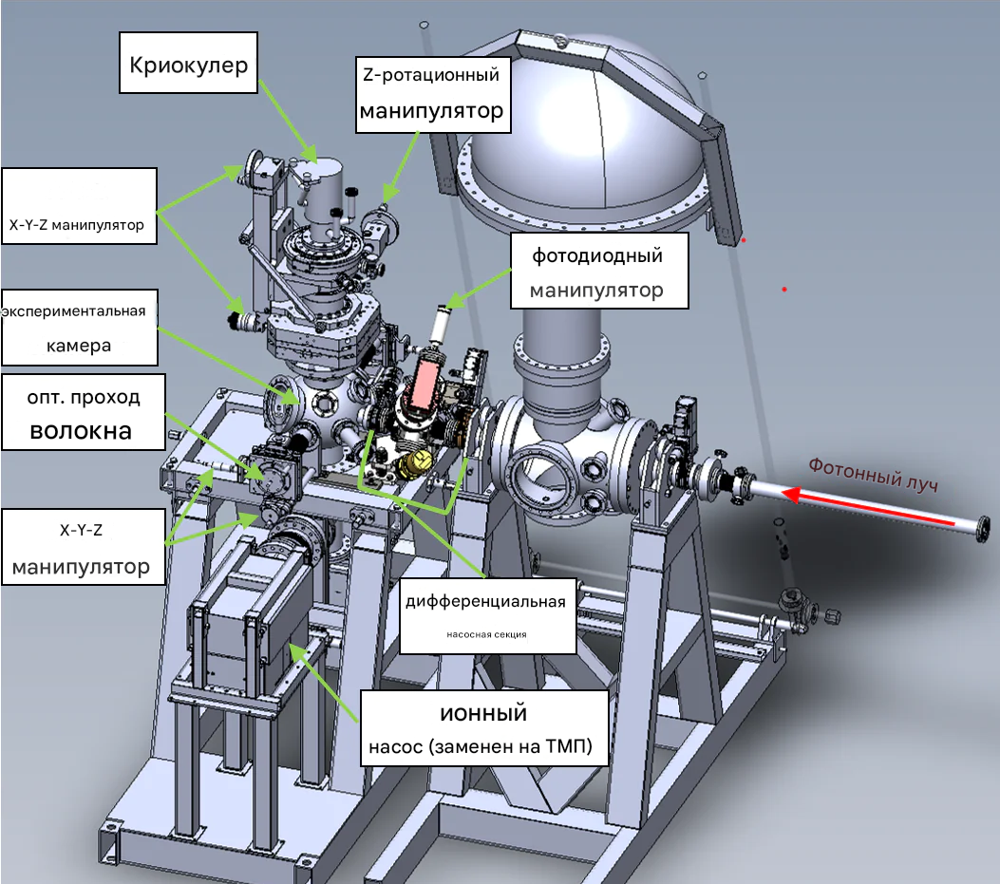 Криокулер
Z-ротационный
манипулятор
X-Y-Z манипулятор
фотодиодный
манипулятор
экспериментальная
камера
опт. проход
волокна
Фотонный луч
X-Y-Z
манипулятор
дифференциальная
насосная секция
ионный
насос (заменен на ТМП)